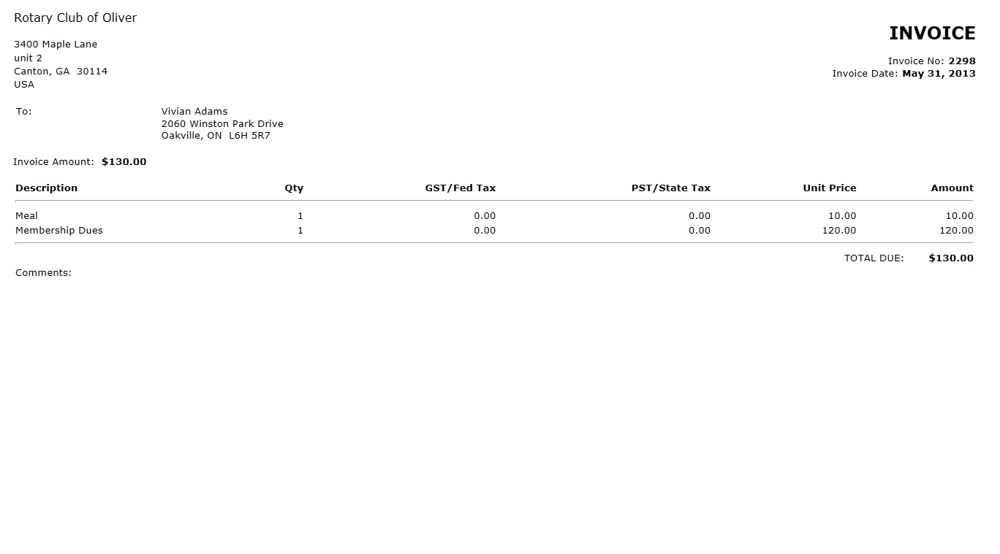 Rotary Club of Oliver
INVOICE
3400 Maple Lane
unit 2
Canton, GA  30114
USA
Invoice No: 2298
Invoice Date: May 31, 2013
To:
Vivian Adams
2060 Winston Park Drive
Oakville, ON  L6H 5R7
Invoice Amount:  $130.00
Description Qty GST/Fed Tax PST/State Tax Unit Price Amount
Meal 1 0.00 0.00 10.00 10.00
Membership Dues 1 0.00 0.00 120.00 120.00
TOTAL DUE: $130.00
Comments: